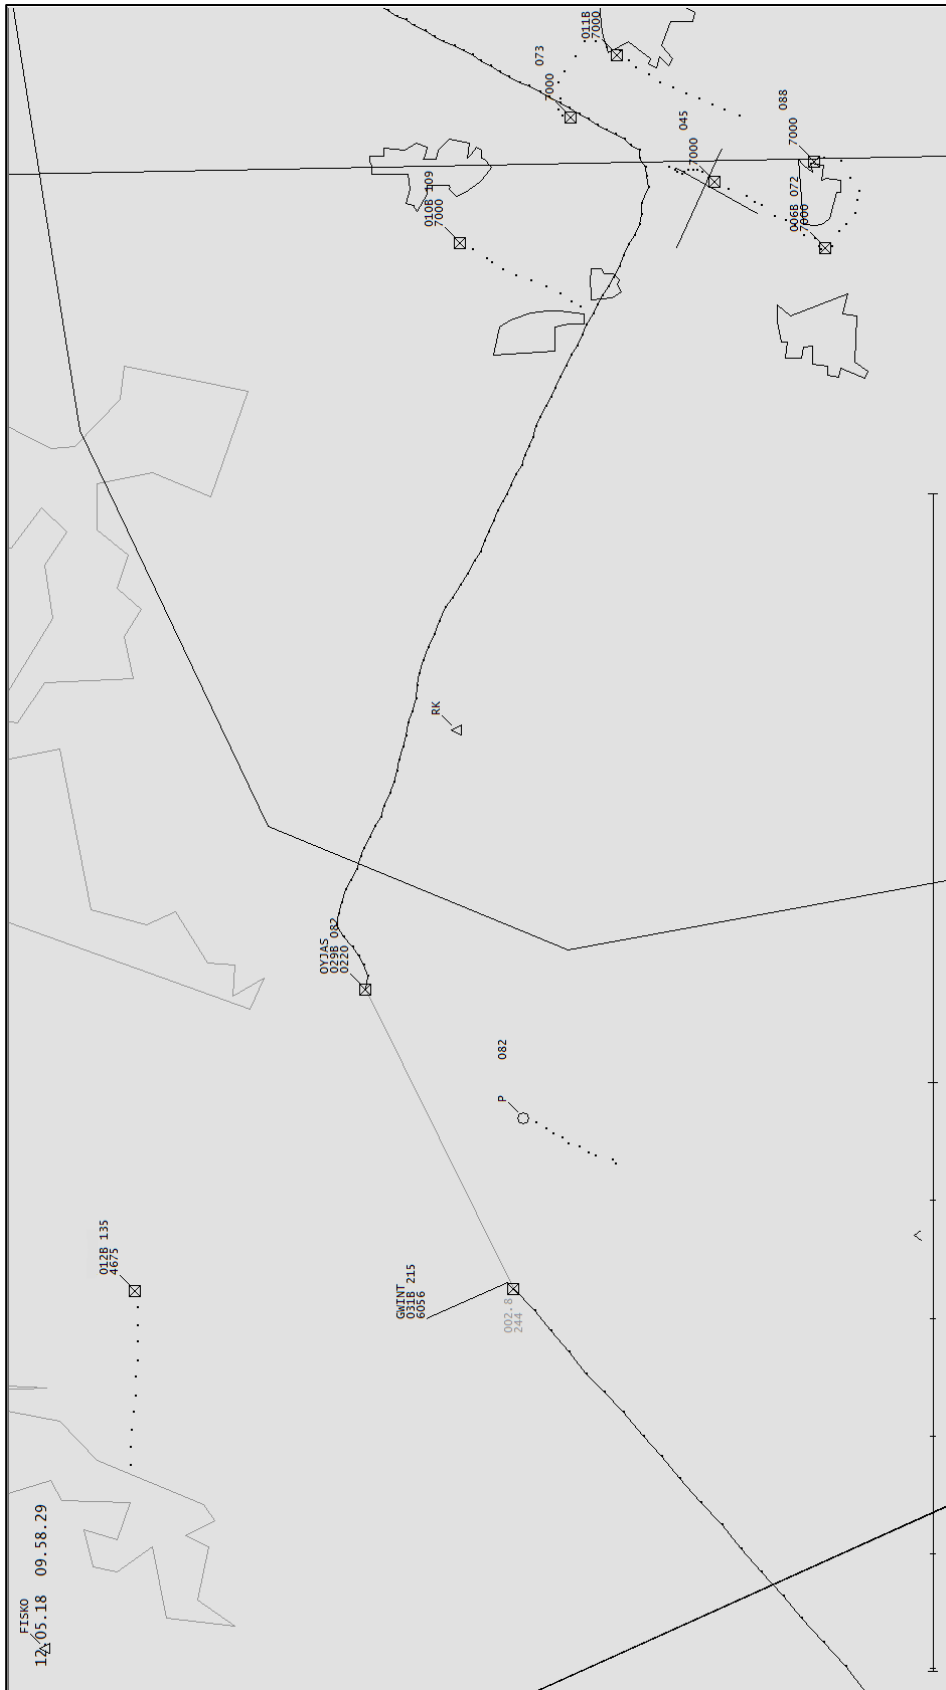 FISKO
12.05.18 09.58.29
012B 135
4675
GWINT
031B 215
6056
002.8
244
P 082
OYJAS
029B 082
0220
RK
010B 109
7000
073
7000
011B
7000
045
7000
088
7000
006B 072
7000